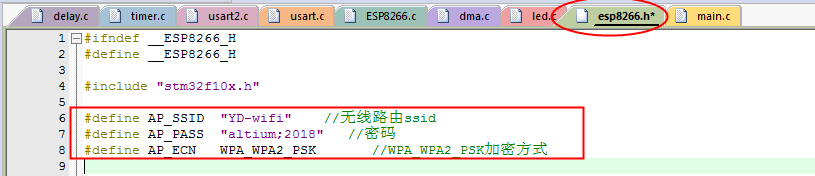 delay.c timer.c usart2.c usart.c ESP8266.c dma.c led.c esp8266.h* main.c
1 #ifndef __ESP8266_H
2 #define __ESP8266_H
3
4 #include "stm32f10x.h"
5
6 #define AP_SSID "YD-wifi" //无线路由ssid
7 #define AP_PASS "altium;2018" //密码
8 #define AP_ECN WPA_WPA2_PSK //WPA_WPA2_PSK加密方式
9